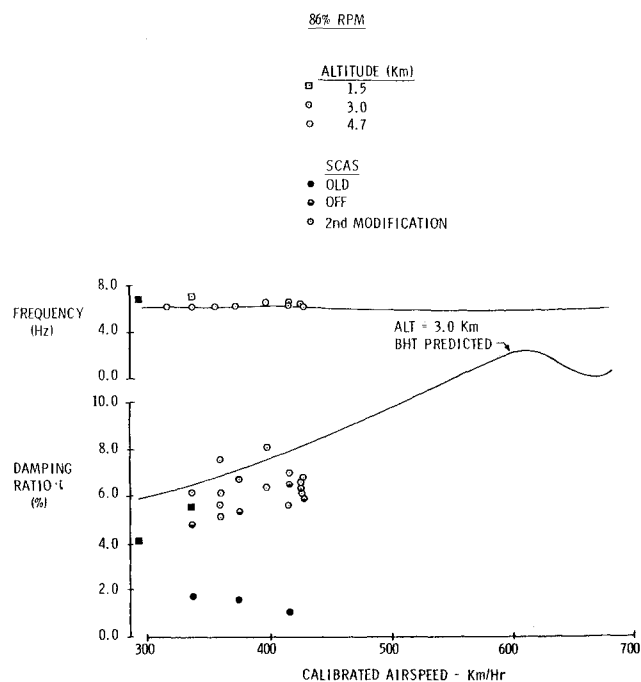 86% RPM
ALTITUDE (Km)
1.5
3.0
4.7
SCAS
OLD
OFF
2nd MODIFICATION
8.0
FREQUENCY
(Hz)
4.0
0.0
ALT = 3.0 Km
BHT PREDICTED
10.0
8.0
DAMPING
RATIO
6.0
(%)
4.0
2.0
0.0
300 400 500 600 700
CALIBRATED AIRSPEED - Km/Hr